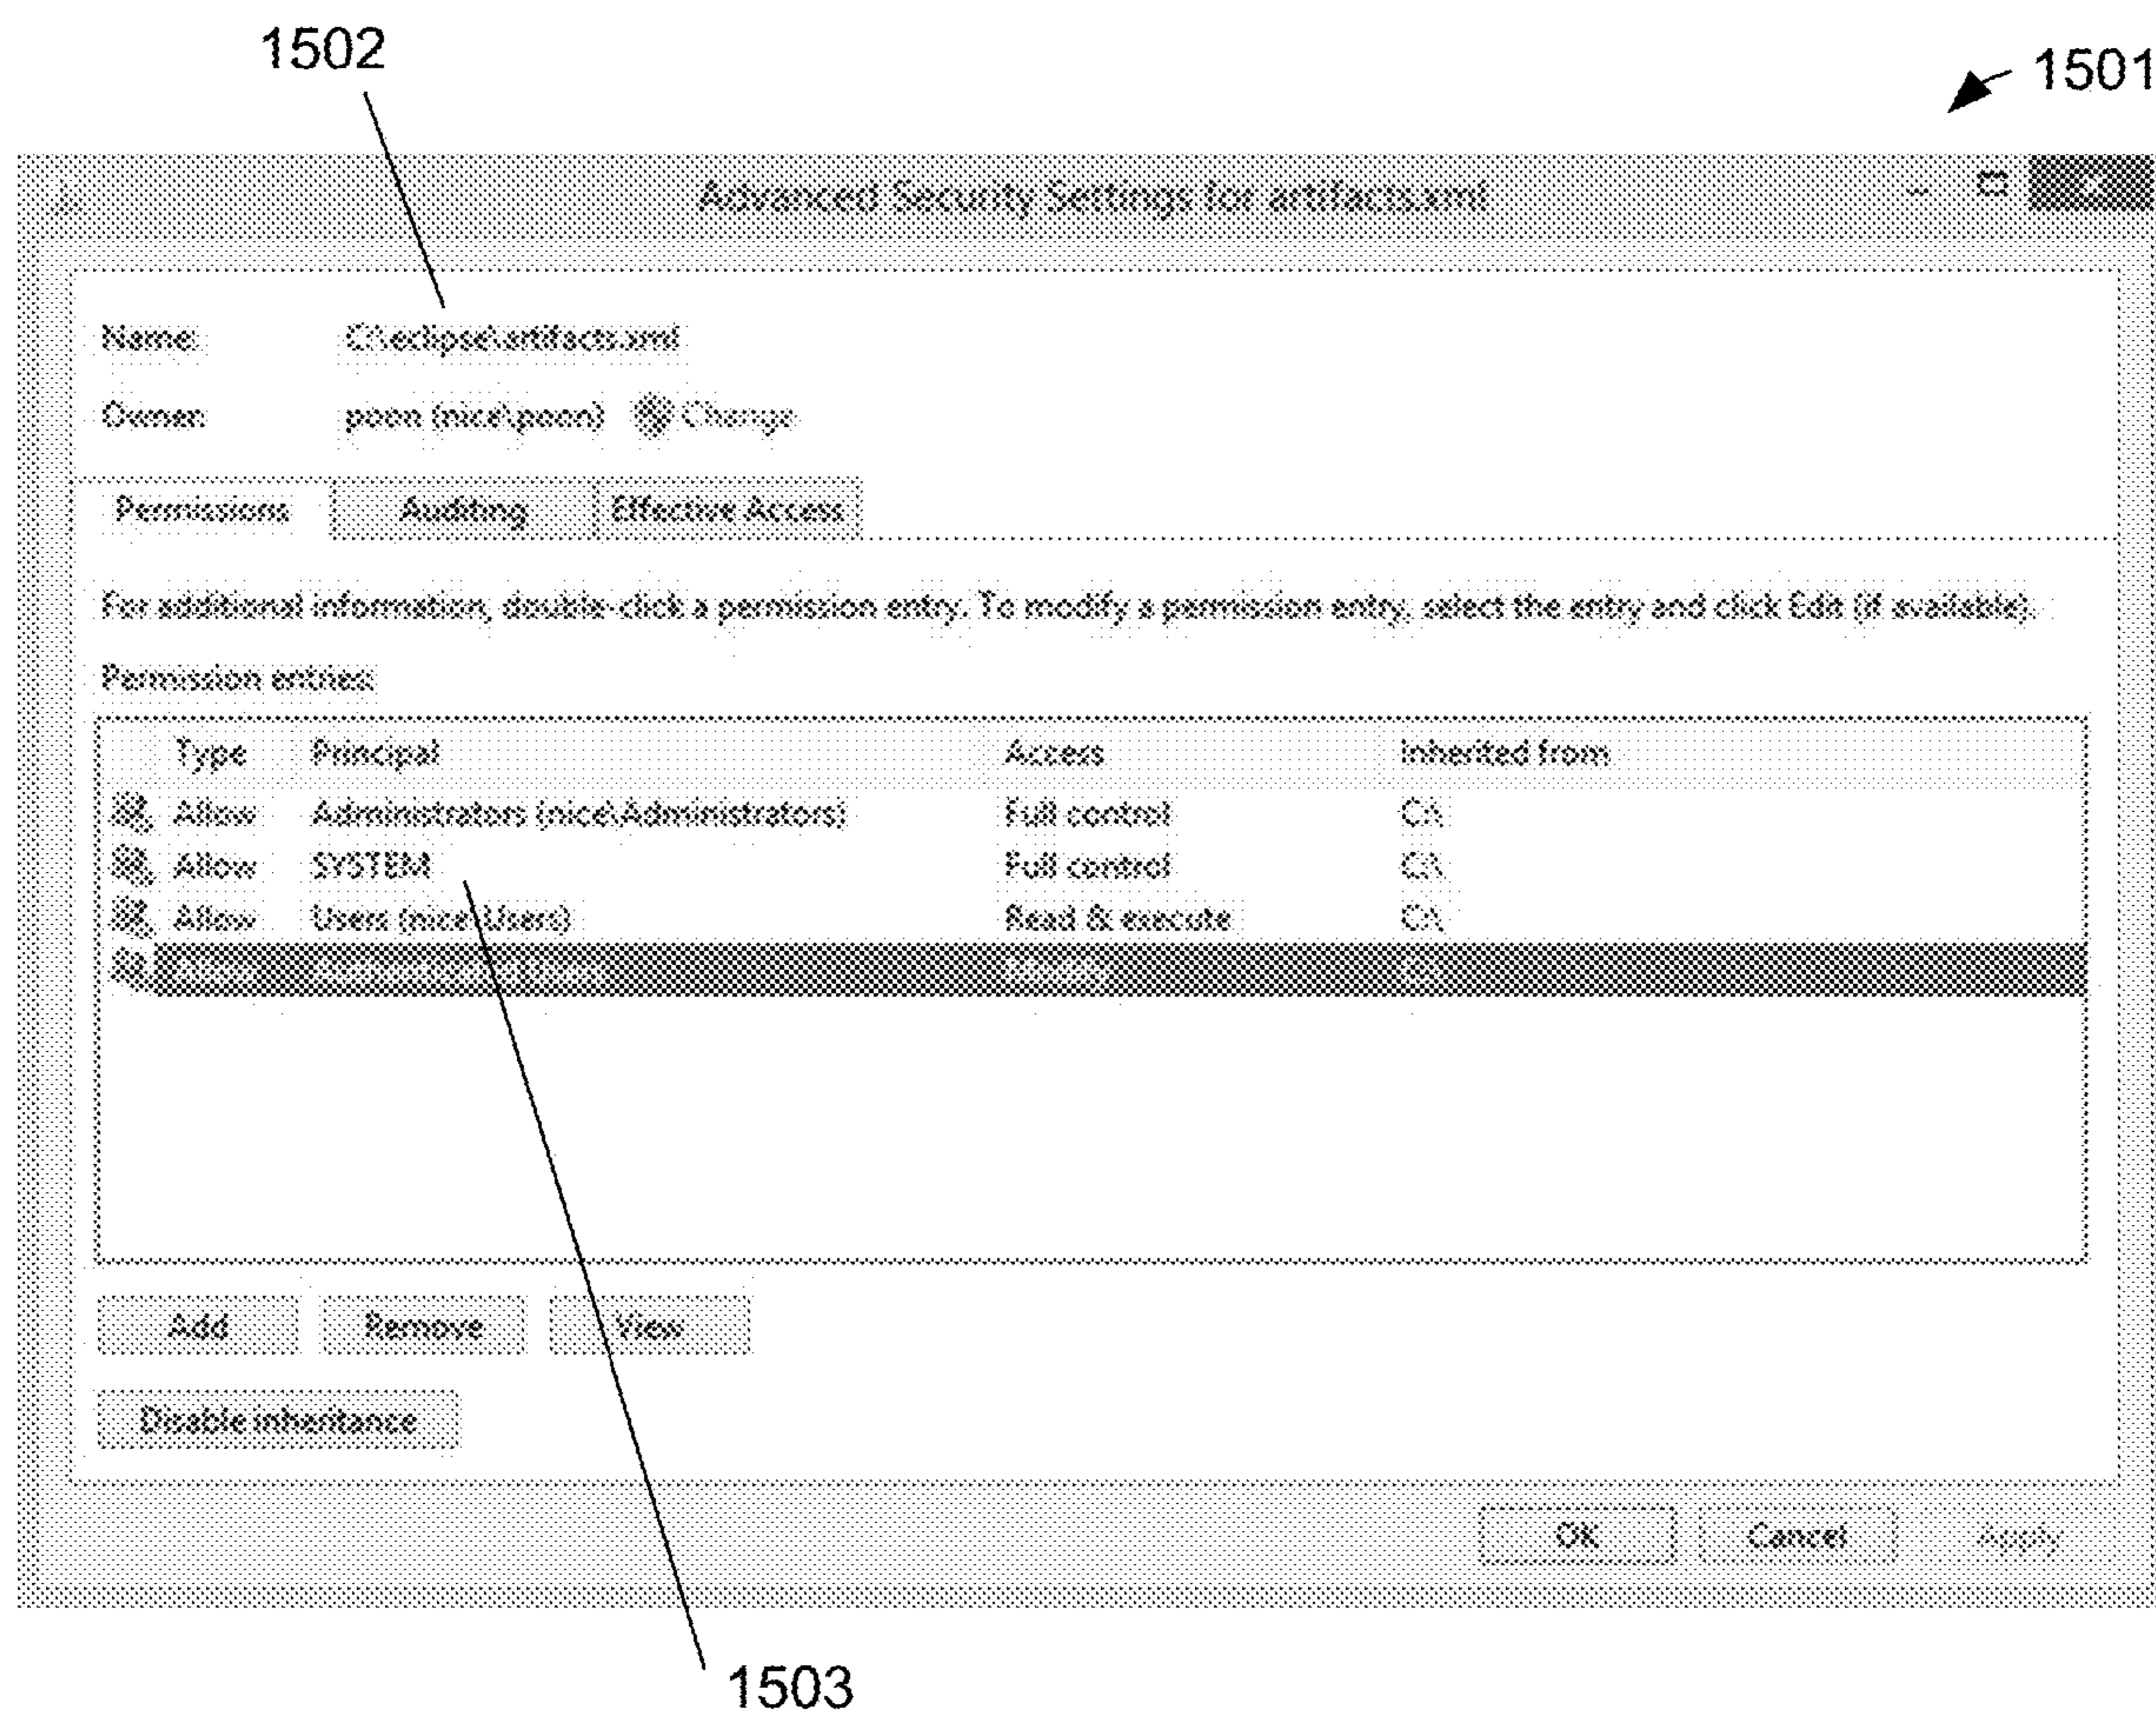 1502
1501
Advanced Security Settings for artifacts.xml
Name: C:\eclipse\artifacts.xml
Owner: poon (nice\poon) Change
Permissions Auditing Effective Access
For additional information, double-click a permission entry. To modify a permission entry, select the entry and click Edit (if available).
Permission entries:
Type Principal Access Inherited from
Allow Administrators (nice\Administrators) Full control C:\
Allow SYSTEM Full control C:\
Allow Users (nice\Users) Read & execute C:\
Add Remove View
Disable inheritance
OK Cancel Apply
1503